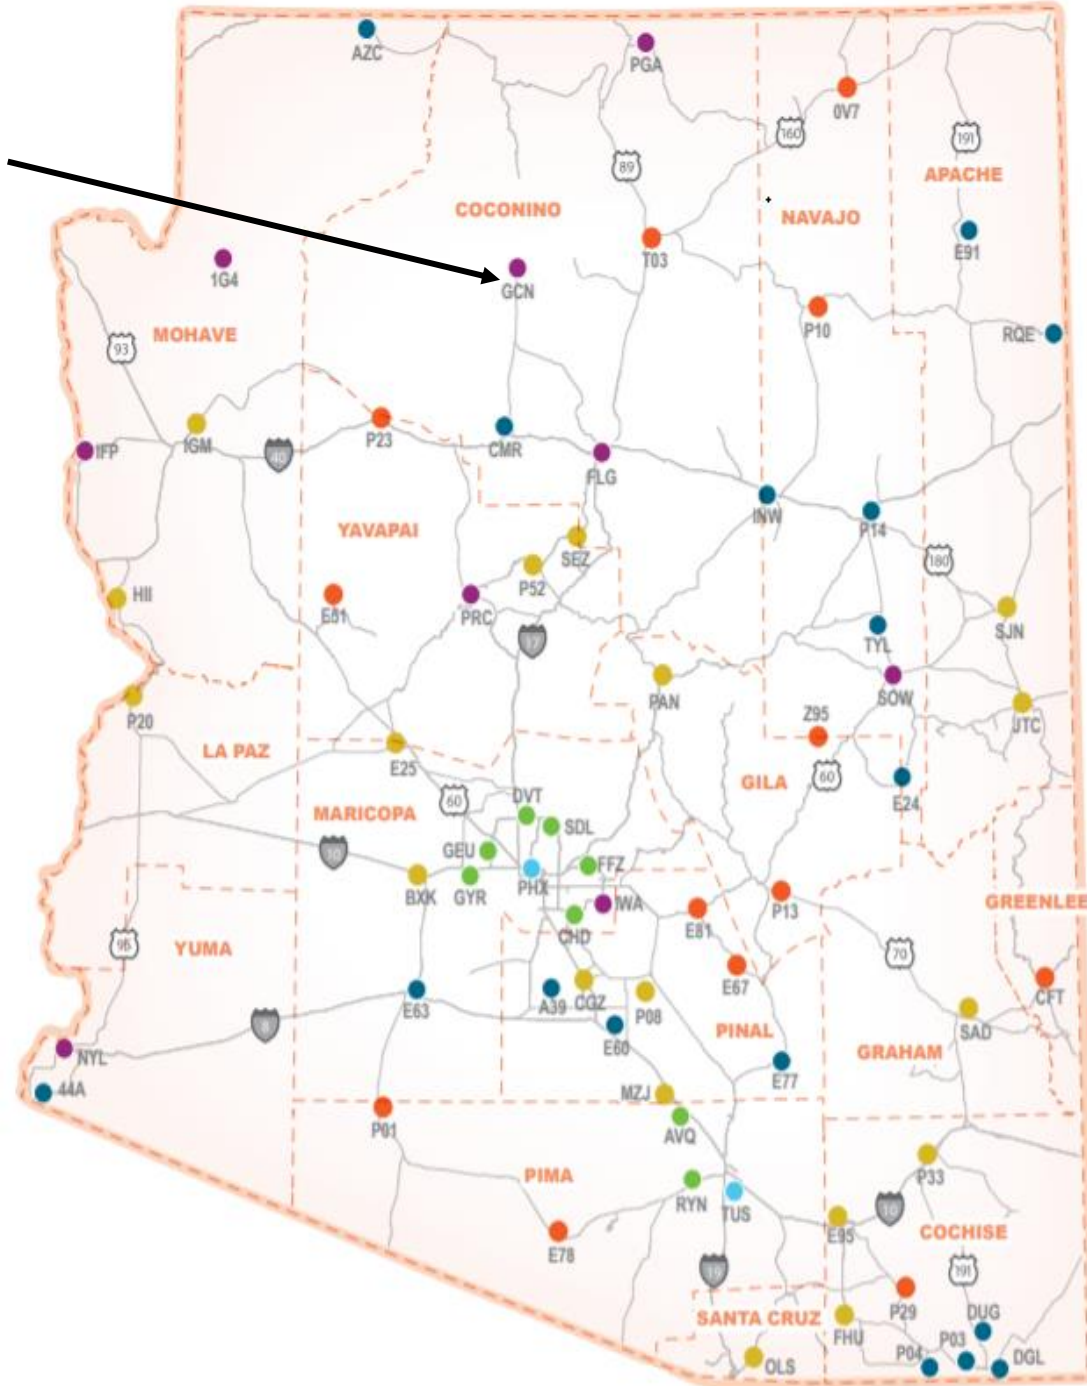 AZC
PGA
0V7
160
191
89
APACHE
COCONINO
NAVAJO
E91
T03
1G4
GCN
P10
MOHAVE
RQE
93
P23
IGM
CMR
IFP
40
FLG
INW
P14
YAVAPAI
SEZ
180
P52
HII
E51
PRC
SJN
17
TYL
PAN
SOW
P20
Z95
JTC
LA PAZ
E25
GILA
60
E24
60
DVT
MARICOPA
SDL
GEU
10
FFZ
PHX
BXK
GYR
IWA
P13
GREENLEE
E81
CHD
95
YUMA
70
E67
CFT
E63
A39
CGZ
P08
SAD
8
E60
PINAL
GRAHAM
NYL
E77
44A
MZJ
P01
AVQ
PIMA
P33
RYN
TUS
10
E95
COCHISE
E78
19
191
P29
SANTA CRUZ
DUG
FHU
P03
P04
DGL
OLS